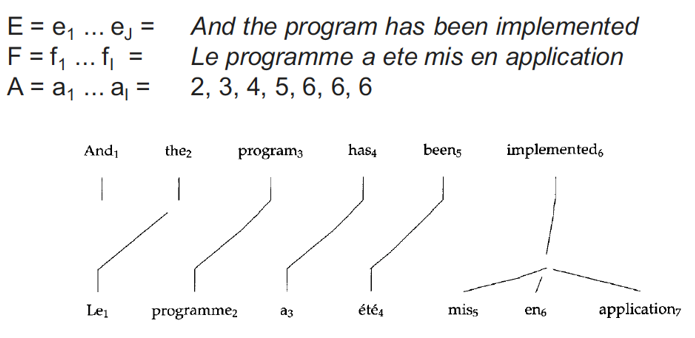 E = e₁ ... eJ = And the program has been implemented
F = f₁ ... fI = Le programme a ete mis en application
A = a₁ ... aI = 2, 3, 4, 5, 6, 6, 6
And₁ the₂ program₃ has₄ been₅ implemented₆
Le₁ programme₂ a₃ été₄ mis₅ en₆ application₇